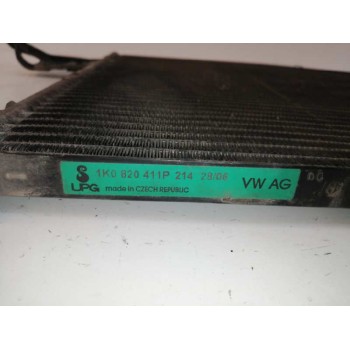 1K0 820 411P 214 28/06
UPG made in CZECH REPUBLIC VW AG